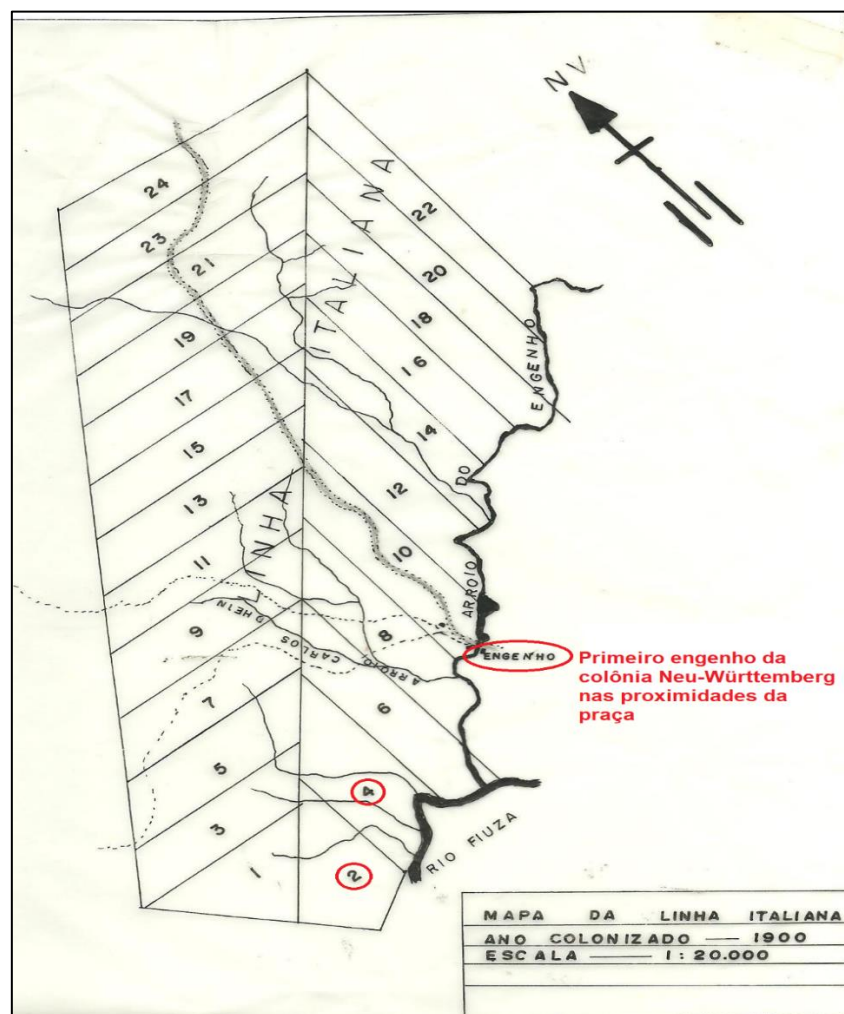 NV
24
23
21
19
17
15
13
11
9
7
5
3
1
22
20
18
16
14
12
10
8
6
4
2
LINHA ITALIANA
ARROIO DO ENGENHO
ARROIO CARLOS DHEIN
ENGENHO
Primeiro engenho da
colônia Neu-Württemberg
nas proximidades da
praça
RIO FIUZA
MAPA DA LINHA ITALIANA
ANO COLONIZADO — 1900
ESCALA — 1:20.000